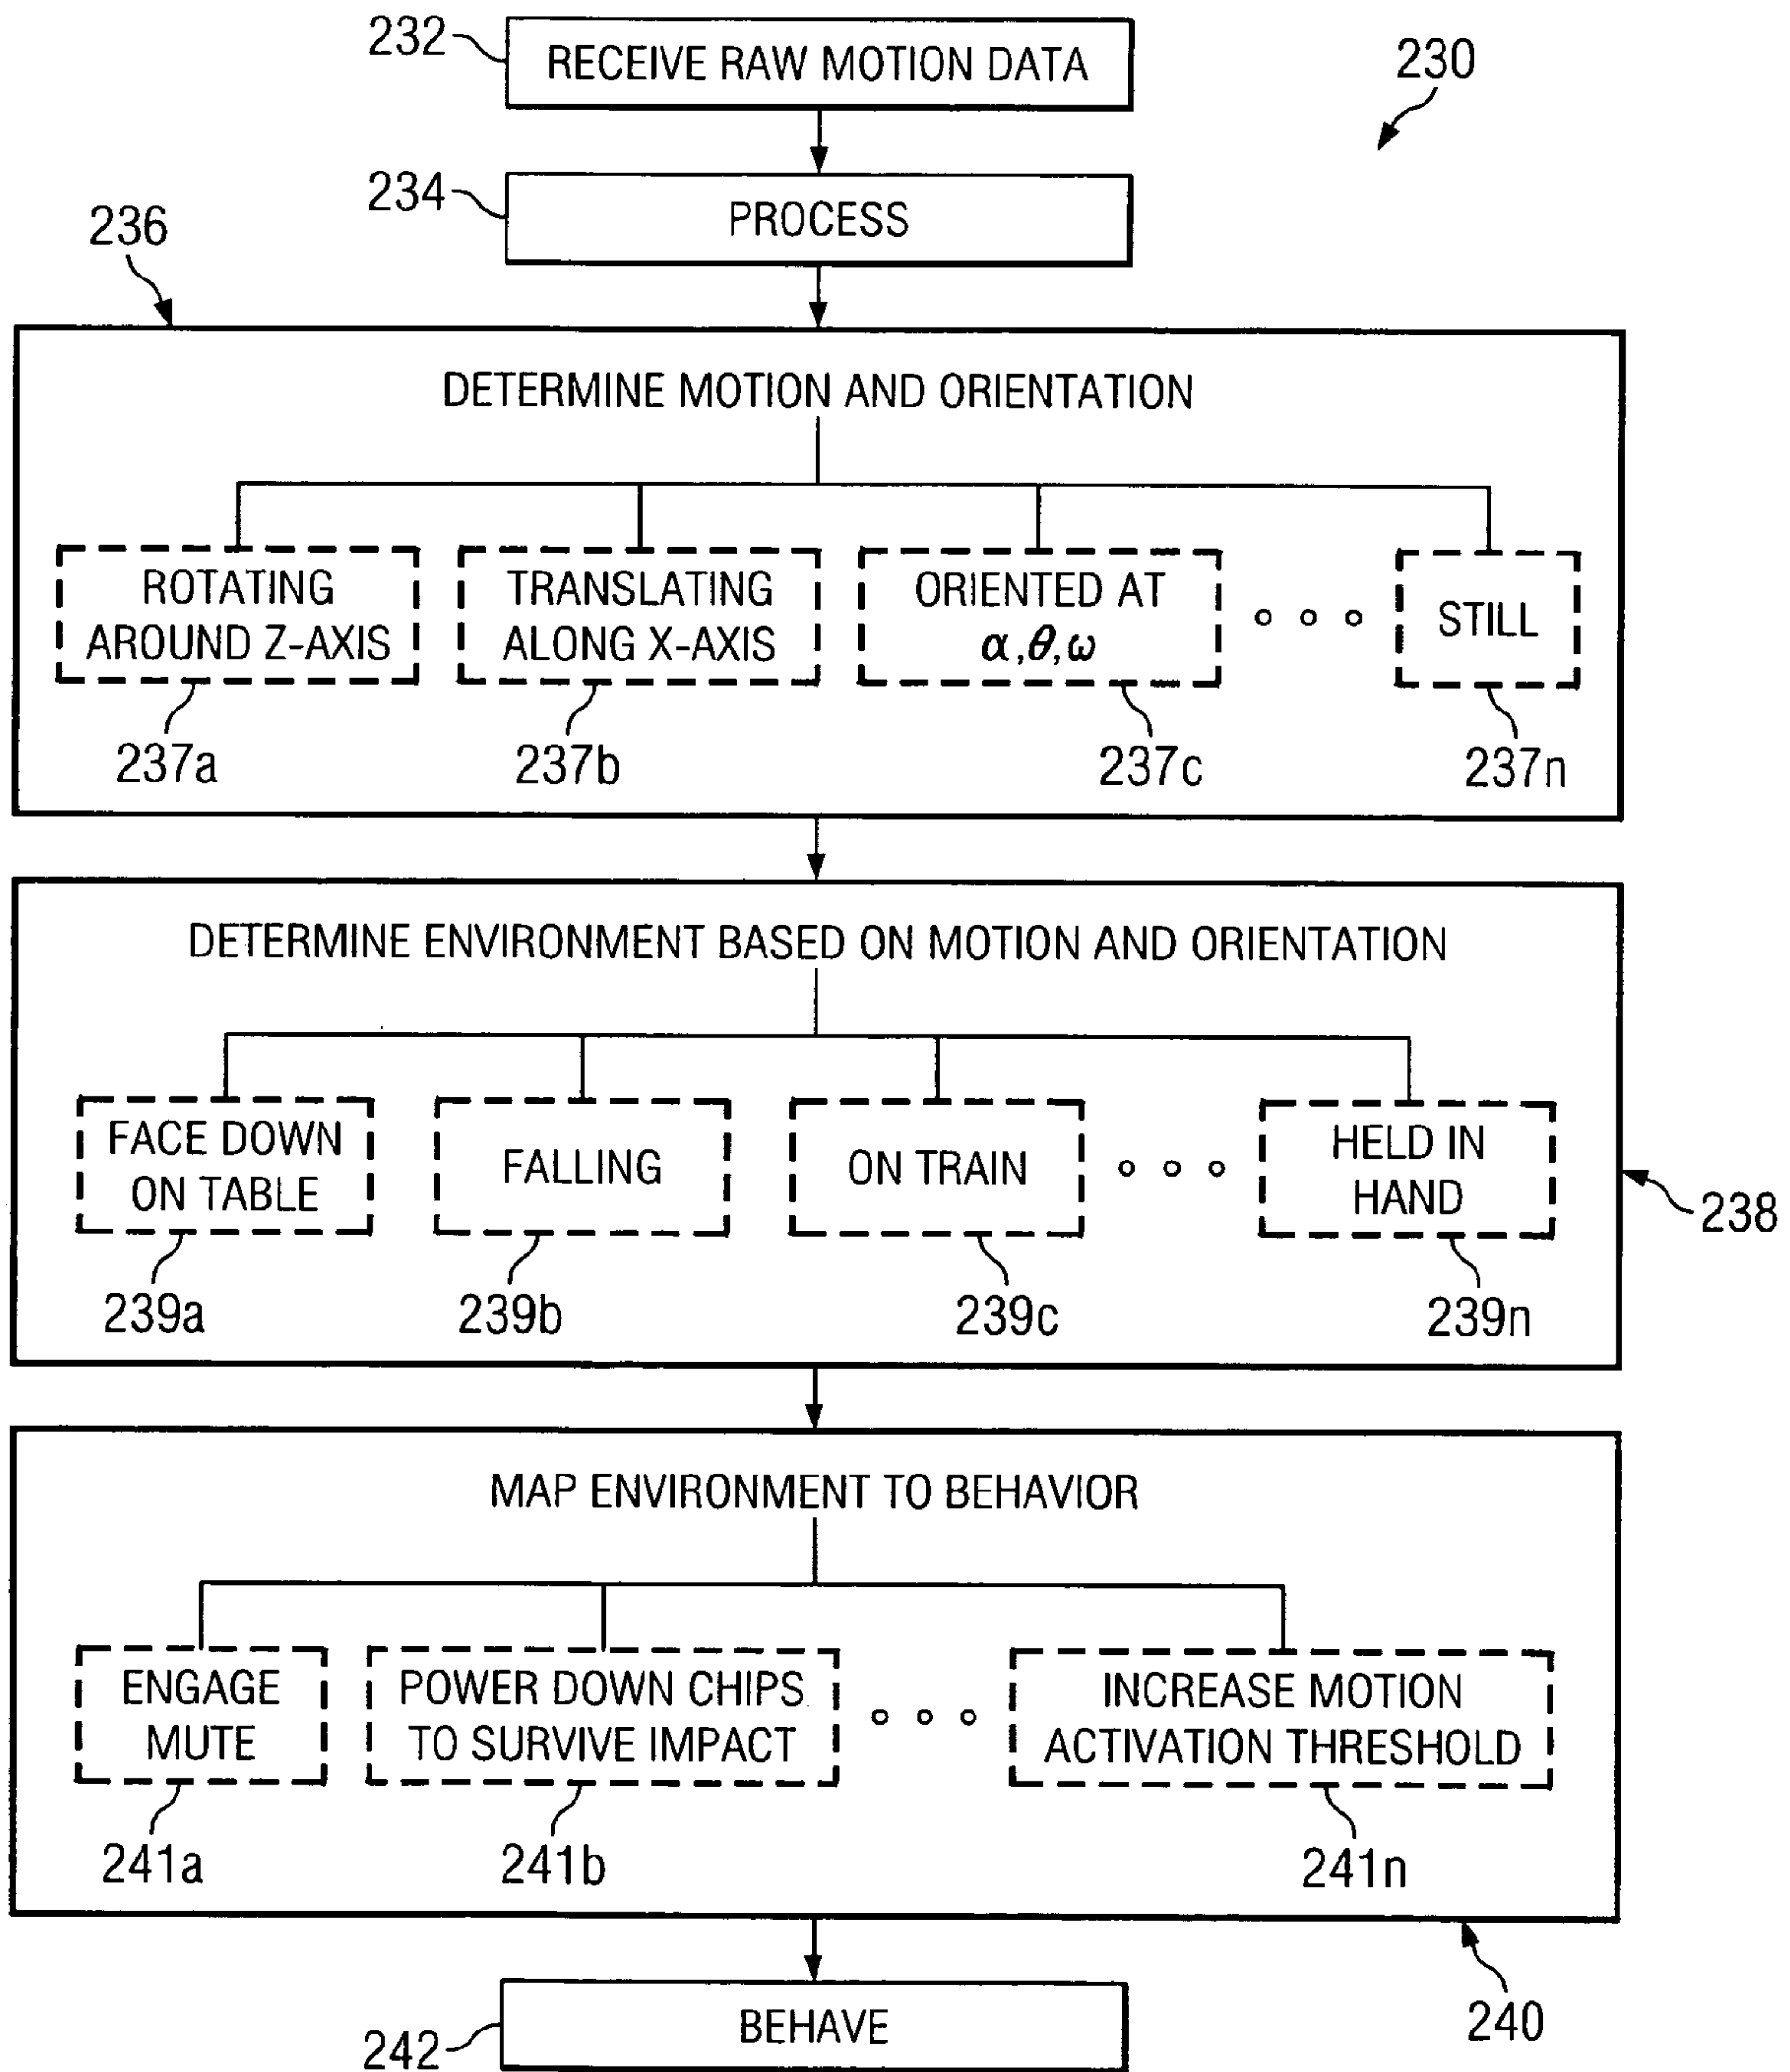 232
RECEIVE RAW MOTION DATA
230
234
PROCESS
236
DETERMINE MOTION AND ORIENTATION
ROTATING
AROUND Z-AXIS
TRANSLATING
ALONG X-AXIS
ORIENTED AT
α,θ,ω
STILL
237a
237b
237c
237n
DETERMINE ENVIRONMENT BASED ON MOTION AND ORIENTATION
FACE DOWN
ON TABLE
FALLING
ON TRAIN
HELD IN
HAND
238
239a
239b
239c
239n
MAP ENVIRONMENT TO BEHAVIOR
ENGAGE
MUTE
POWER DOWN CHIPS
TO SURVIVE IMPACT
INCREASE MOTION
ACTIVATION THRESHOLD
241a
241b
241n
240
242
BEHAVE